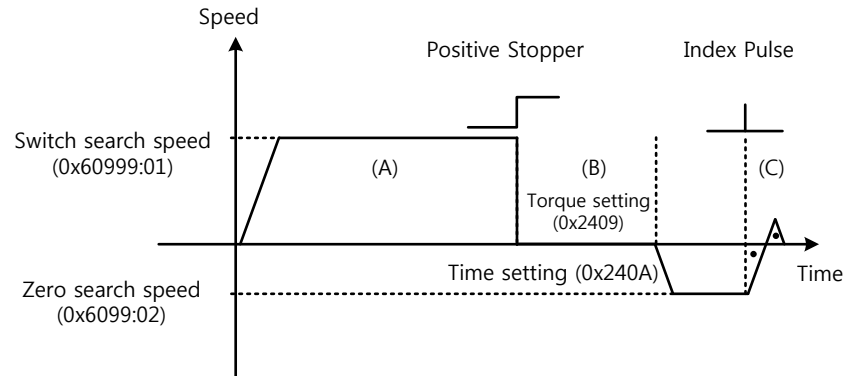 Speed
Positive Stopper
Index Pulse
Switch search speed
(0x60999:01)
(A)
(B)
(C)
Torque setting
(0x2409)
Time setting (0x240A)
Time
Zero search speed
(0x6099:02)